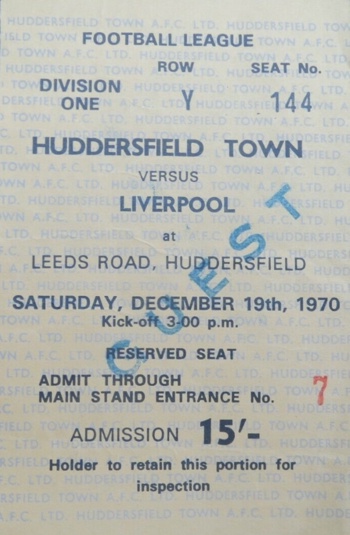 FOOTBALL LEAGUE
DIVISION ONE ROW Y SEAT No. 144
HUDDERSFIELD TOWN
VERSUS
LIVERPOOL
at
LEEDS ROAD, HUDDERSFIELD
SATURDAY, DECEMBER 19th, 1970
Kick-off 3-00 p.m.
GUEST
RESERVED SEAT
ADMIT THROUGH
MAIN STAND ENTRANCE No. 7
ADMISSION 15/-
Holder to retain this portion for
inspection